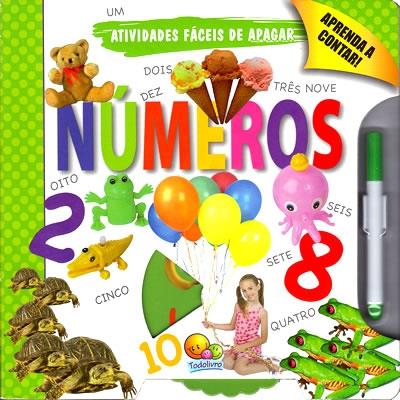 UM
ATIVIDADES FÁCEIS DE APAGAR
APRENDA A
CONTAR!
DOIS
DEZ
TRÊS NOVE
NÚMEROS
OITO
2
SEIS
SETE
8
CINCO
QUATRO
10
Todolivro